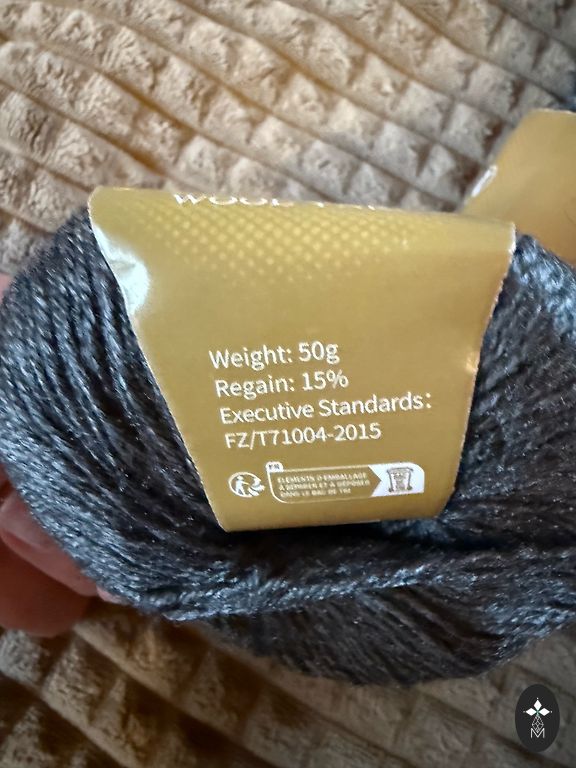 Weight: 50g
Regain: 15%
Executive Standards:
FZ/T71004-2015
FR
ÉLÉMENTS D'EMBALLAGE
À SÉPARER ET À DÉPOSER
DANS LE BAC DE TRI